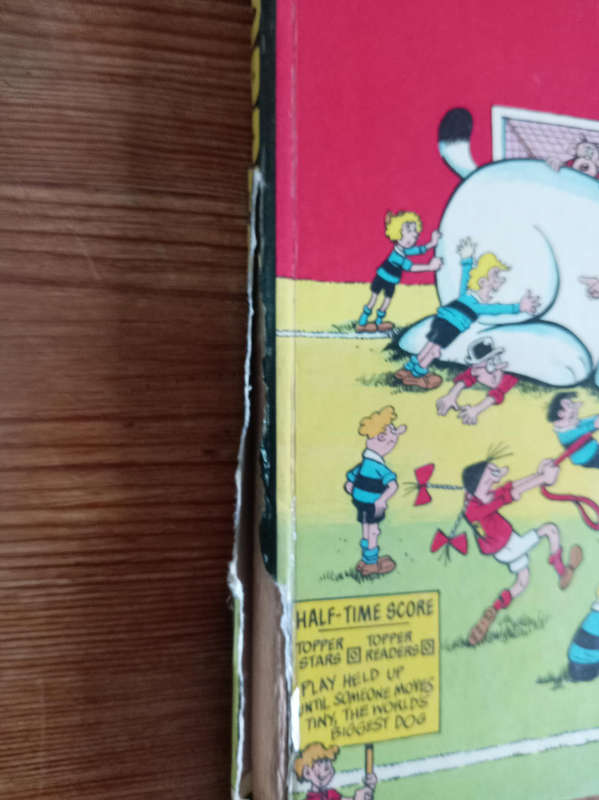 HALF-TIME SCORE
TOPPER STARS 0 TOPPER READERS 0
PLAY HELD UP
UNTIL SOMEONE MOVES
TINY, THE WORLDS
BIGGEST DOG